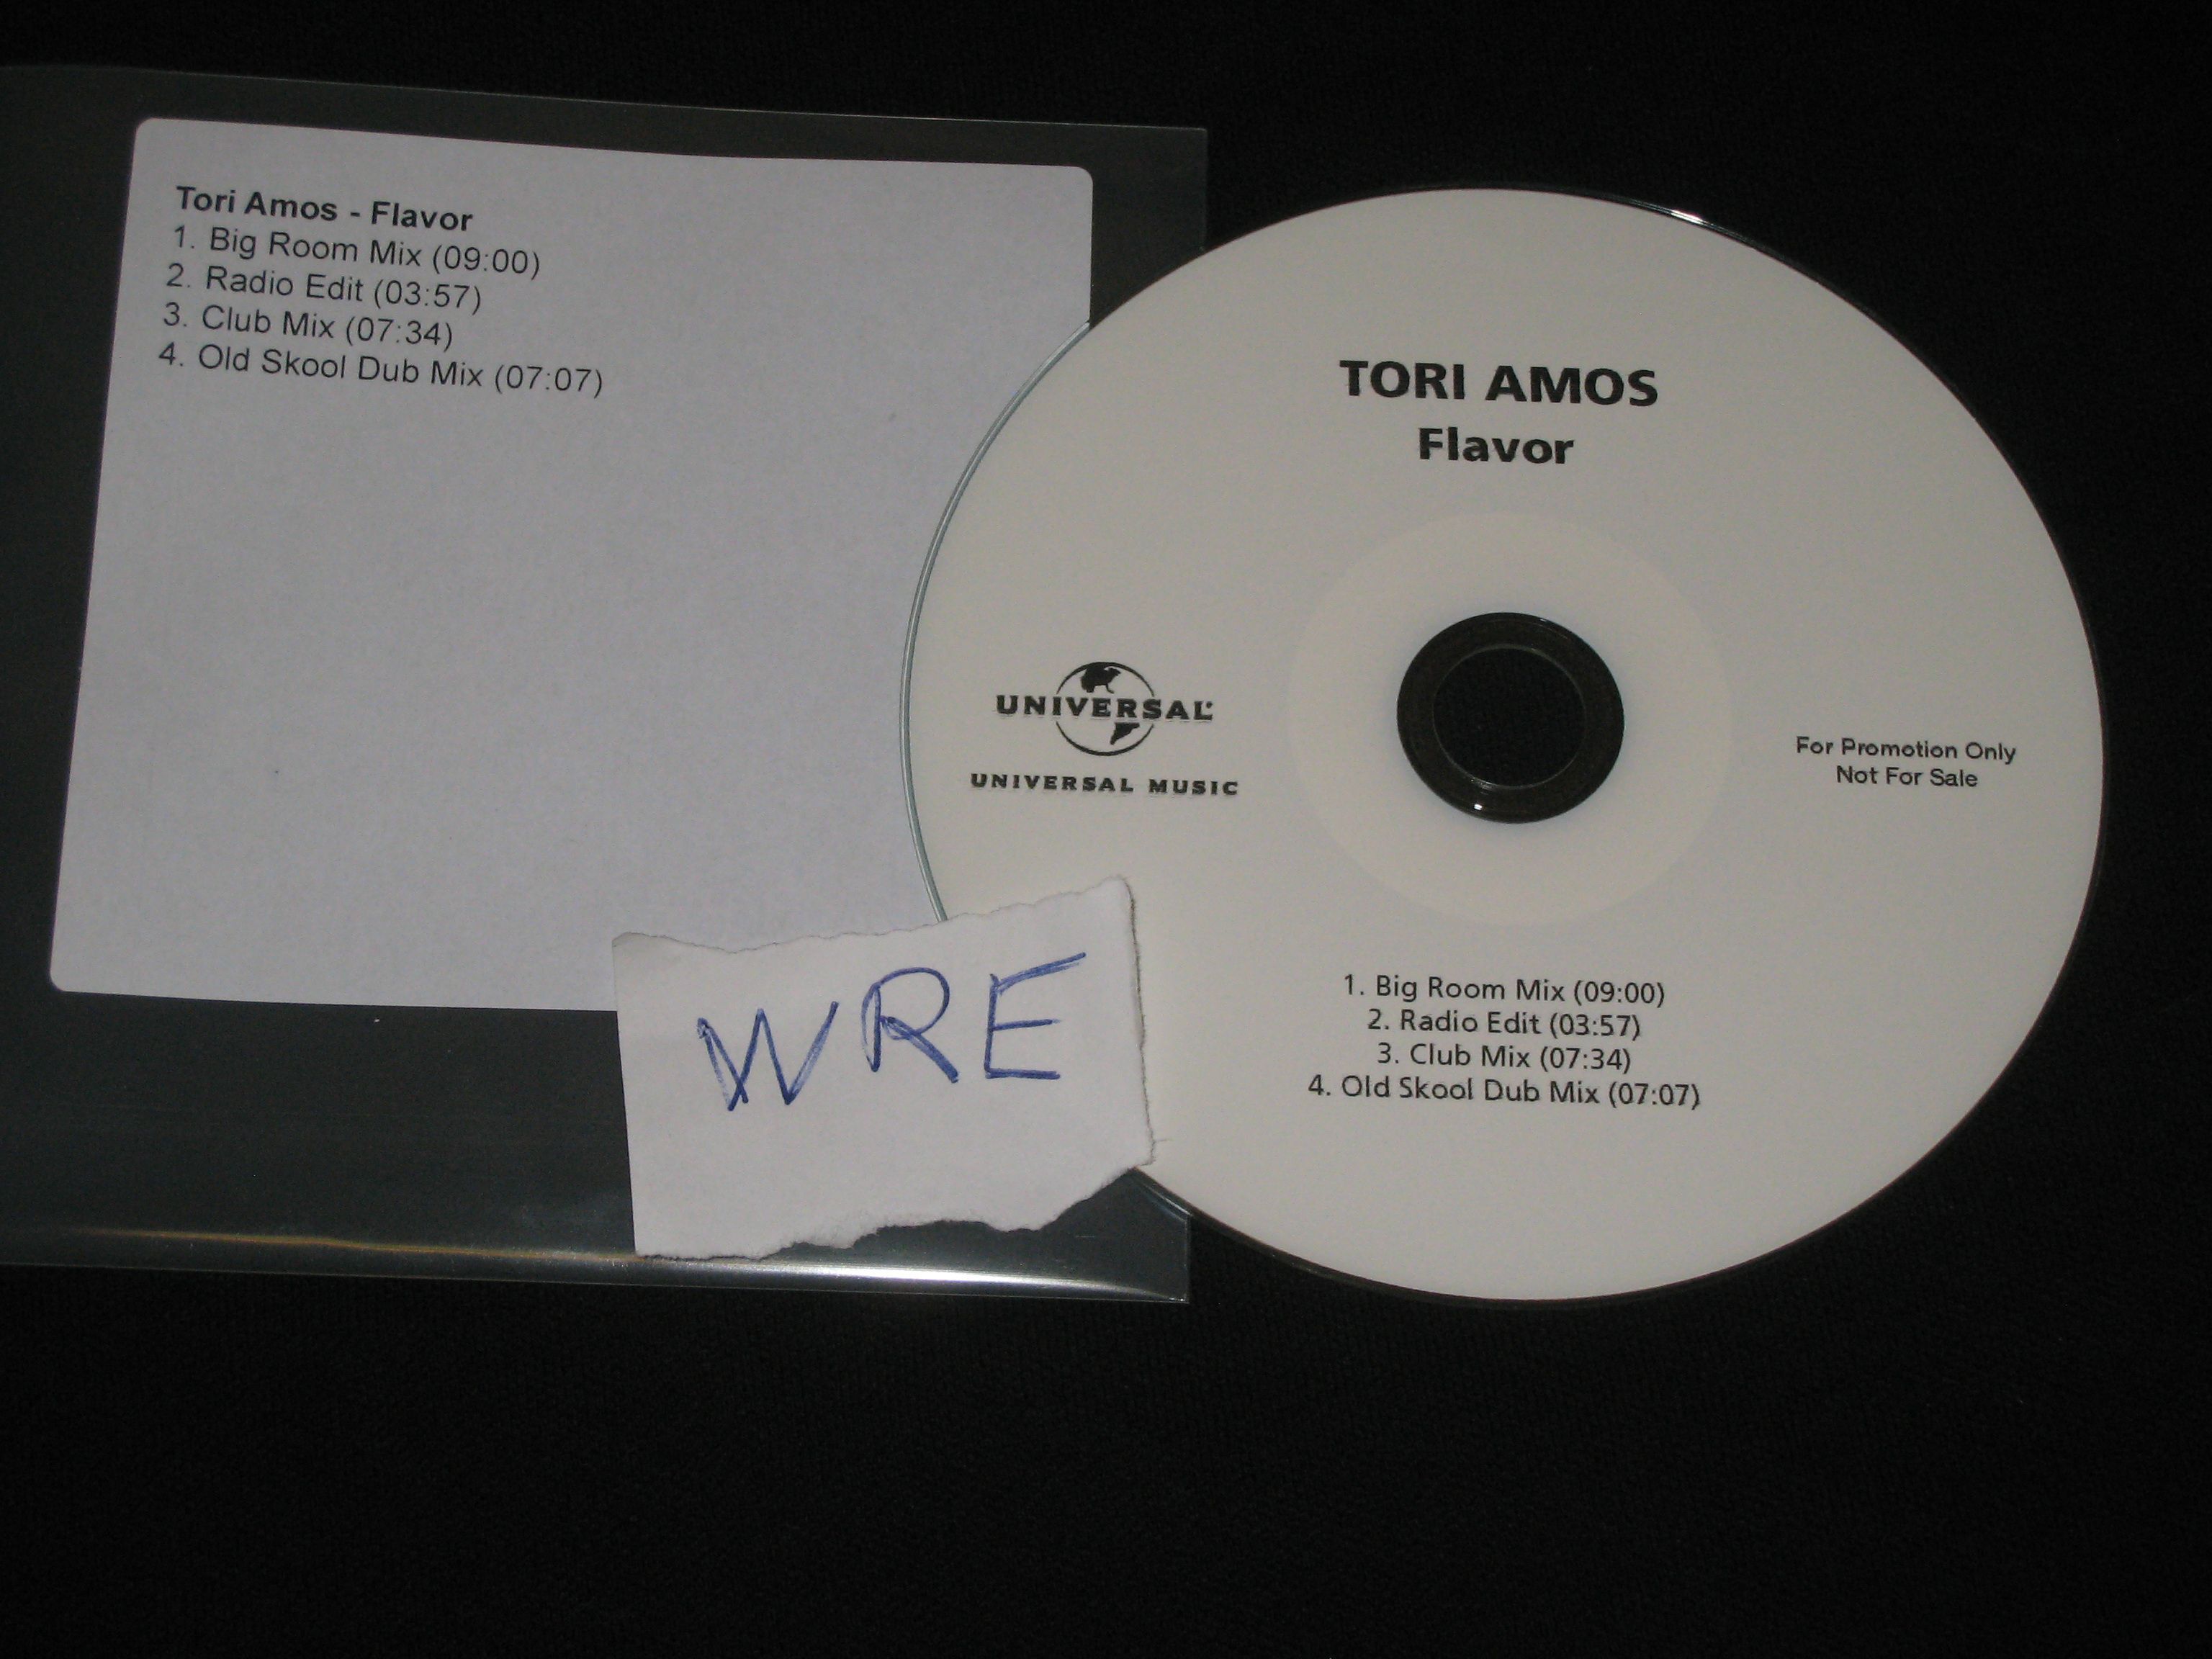 Tori Amos - Flavor
1. Big Room Mix (09:00)
2. Radio Edit (03:57)
3. Club Mix (07:34)
4. Old Skool Dub Mix (07:07)
TORI AMOS
Flavor
UNIVERSAL
UNIVERSAL MUSIC
For Promotion Only
Not For Sale
1. Big Room Mix (09:00)
2. Radio Edit (03:57)
3. Club Mix (07:34)
4. Old Skool Dub Mix (07:07)
WRE